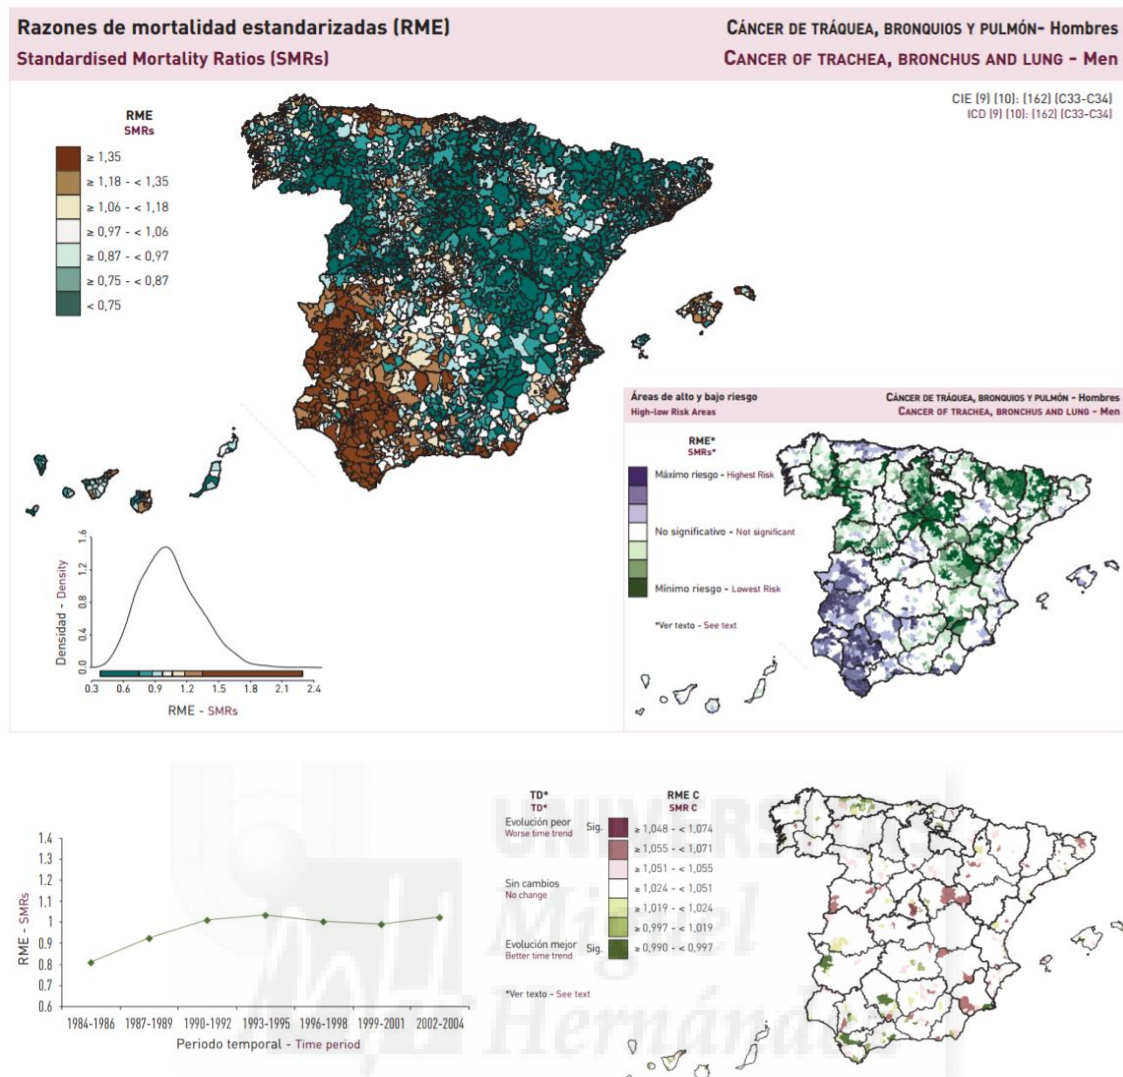 Razones de mortalidad estandarizadas (RME)
Standardised Mortality Ratios (SMRs)
CÁNCER DE TRÁQUEA, BRONQUIOS Y PULMÓN- Hombres
CANCER OF TRACHEA, BRONCHUS AND LUNG - Men
CIE (9) (10): (162) (C33-C34)
ICD (9) (10): (162) (C33-C34)
RME
SMRs
≥ 1,35
≥ 1,18 - < 1,35
≥ 1,06 - < 1,18
≥ 0,97 - < 1,06
≥ 0,87 - < 0,97
≥ 0,75 - < 0,87
< 0,75
Densidad - Density
1.6
1.2
0.8
0.4
0.0
0.3 0.6 0.9 1.2 1.5 1.8 2.1 2.4
RME - SMRs
Áreas de alto y bajo riesgo
High-low Risk Areas
CÁNCER DE TRÁQUEA, BRONQUIOS Y PULMÓN - Hombres
CANCER OF TRACHEA, BRONCHUS AND LUNG - Men
RME*
SMRs*
Máximo riesgo - Highest Risk
No significativo - Not significant
Mínimo riesgo - Lowest Risk
*Ver texto - See text
RME - SMRs
1.4
1.3
1.2
1.1
1
0.9
0.8
0.7
0.6
1984-1986 1987-1989 1990-1992 1993-1995 1996-1998 1999-2001 2002-2004
Periodo temporal - Time period
TD*
TD*
RME C
SMR C
Evolución peor
Worse time trend
Sig.
≥ 1,048 - < 1,074
≥ 1,055 - < 1,071
≥ 1,051 - < 1,055
Sin cambios
No change
≥ 1,024 - < 1,051
≥ 1,019 - < 1,024
≥ 0,997 - < 1,019
Evolución mejor
Better time trend
Sig.
≥ 0,990 - < 0,997
*Ver texto - See text
UNIVERSITAS
Miguel
Hernández